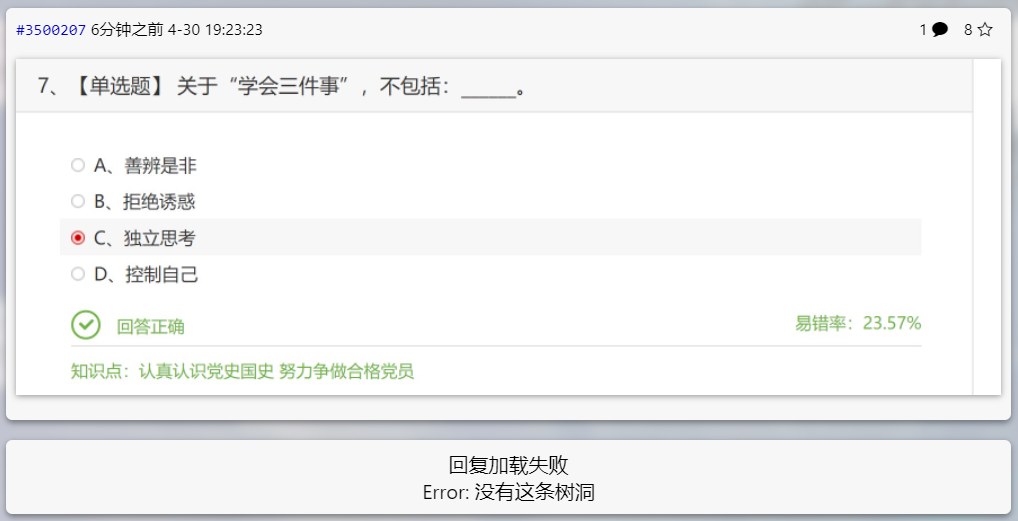 #3500207 6分钟之前 4-30 19:23:23 1 8
7、【单选题】 关于“学会三件事”，不包括：______。
A、善辨是非
B、拒绝诱惑
C、独立思考
D、控制自己
回答正确 易错率：23.57%
知识点：认真认识党史国史 努力争做合格党员
回复加载失败
Error: 没有这条树洞